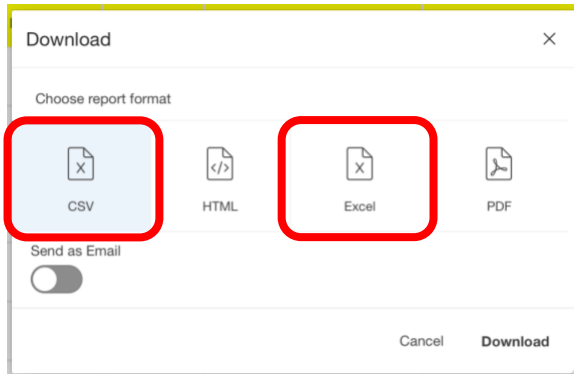 Download
Choose report format
CSV
HTML
Excel
PDF
Send as Email
Cancel
Download